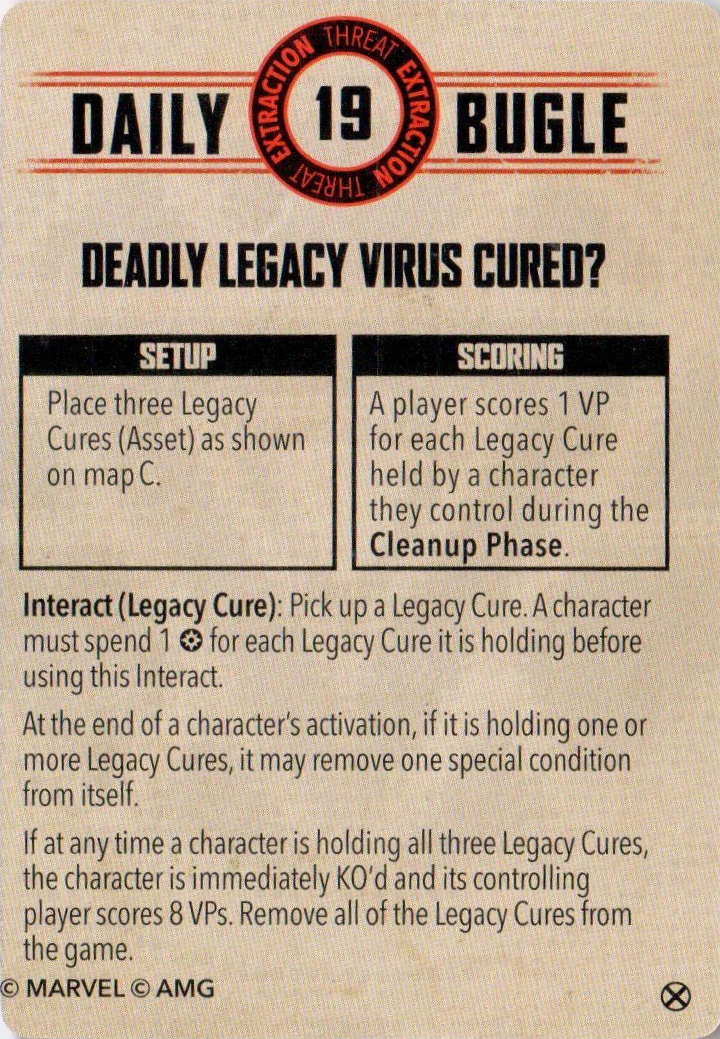 THREAT EXTRACTION THREAT EXTRACTION
DAILY 19 BUGLE
DEADLY LEGACY VIRUS CURED?
SETUP
Place three Legacy
Cures (Asset) as shown
on map C.
SCORING
A player scores 1 VP
for each Legacy Cure
held by a character
they control during the
Cleanup Phase.
Interact (Legacy Cure): Pick up a Legacy Cure. A character
must spend 1 for each Legacy Cure it is holding before
using this Interact.
At the end of a character's activation, if it is holding one or
more Legacy Cures, it may remove one special condition
from itself.
If at any time a character is holding all three Legacy Cures,
the character is immediately KO'd and its controlling
player scores 8 VPs. Remove all of the Legacy Cures from
the game.
© MARVEL © AMG